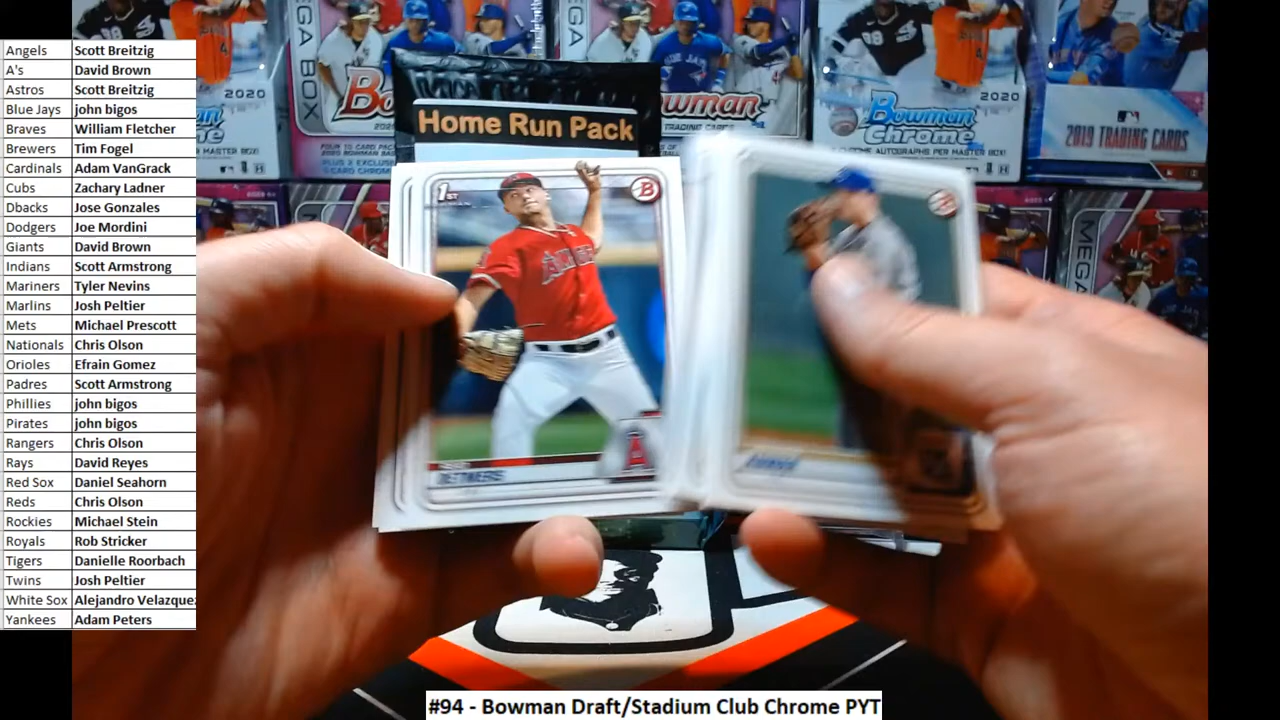 Angels Scott Breitzig
A's David Brown
Astros Scott Breitzig
Blue Jays john bigos
Braves William Fletcher
Brewers Tim Fogel
Cardinals Adam VanGrack
Cubs Zachary Ladner
Dbacks Jose Gonzales
Dodgers Joe Mordini
Giants David Brown
Indians Scott Armstrong
Mariners Tyler Nevins
Marlins Josh Peltier
Mets Michael Prescott
Nationals Chris Olson
Orioles Efrain Gomez
Padres Scott Armstrong
Phillies john bigos
Pirates john bigos
Rangers Chris Olson
Rays David Reyes
Red Sox Daniel Seahorn
Reds Chris Olson
Rockies Michael Stein
Royals Rob Stricker
Tigers Danielle Roorbach
Twins Josh Peltier
White Sox Alejandro Velazquez
Yankees Adam Peters
MEGA BOX
2020
Bowman
TRADING CARDS
Bowman
Chrome
2020
2019 TRADING CARDS
Home Run Pack
1ST
B
A
DETMERS
MEGA
#94 - Bowman Draft/Stadium Club Chrome PYT